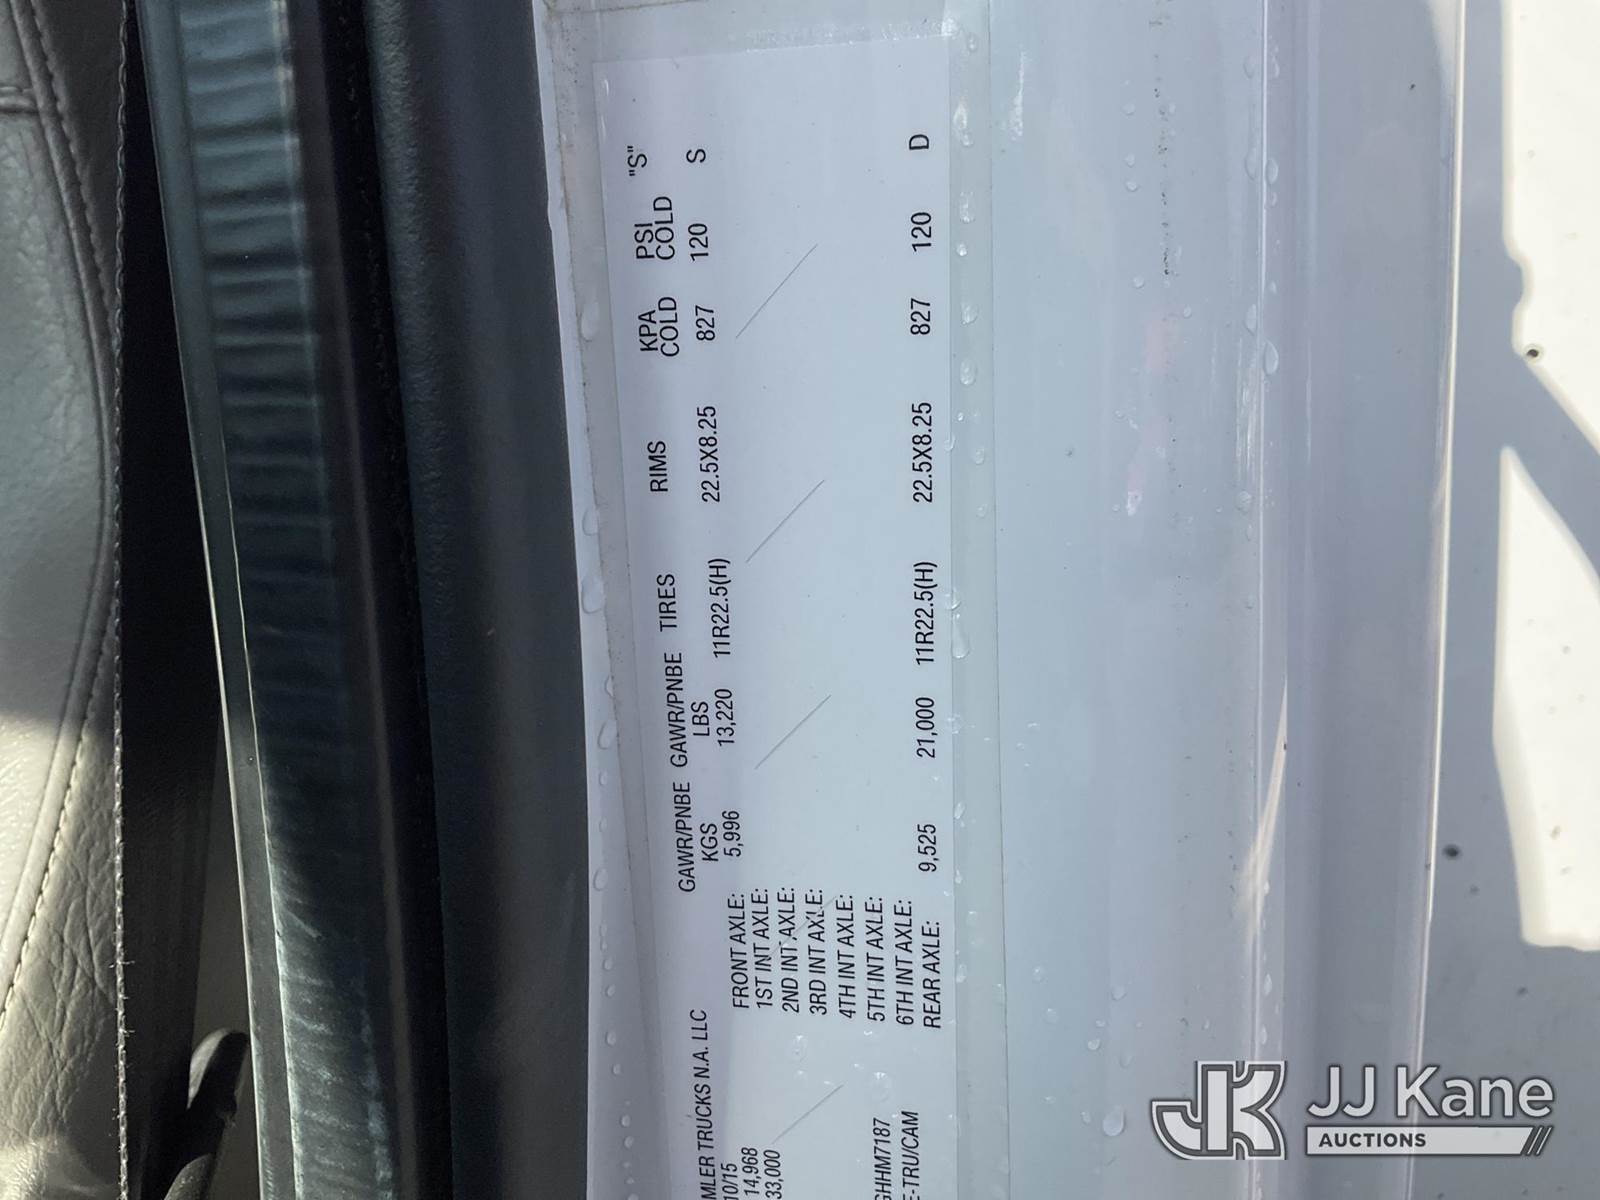 MLER TRUCKS N.A. LLC
10/15
14,968
33,000
GHHM7187
E-TRU/CAM
GAWR/PNBE GAWR/PNBE TIRES RIMS KPA PSI "S"
KGS LBS COLD COLD
FRONT AXLE: 5,996 13,220 11R22.5(H) 22.5X8.25 827 120 S
1ST INT AXLE:
2ND INT AXLE:
3RD INT AXLE:
4TH INT AXLE:
5TH INT AXLE:
6TH INT AXLE:
REAR AXLE: 9,525 21,000 11R22.5(H) 22.5X8.25 827 120 D
JK JJ Kane
AUCTIONS